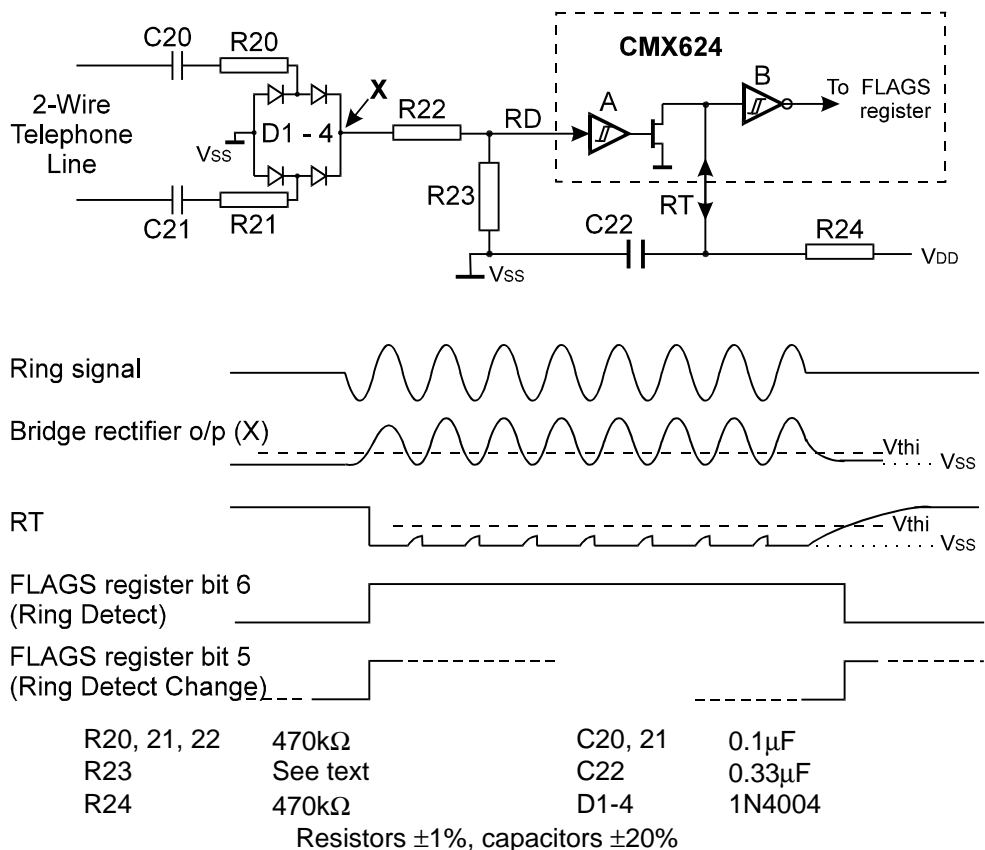 C20
R20
CMX624
2-Wire
Telephone
Line
X
R22
RD
A
B
To FLAGS
register
VSS
D1 - 4
C21
R21
R23
C22
RT
R24
VSS
VDD
Ring signal
Bridge rectifier o/p (X)
Vthi
VSS
RT
Vthi
VSS
FLAGS register bit 6
(Ring Detect)
FLAGS register bit 5
(Ring Detect Change)
R20, 21, 22 470kΩ C20, 21 0.1μF
R23 See text C22 0.33μF
R24 470kΩ D1-4 1N4004
Resistors ±1%, capacitors ±20%